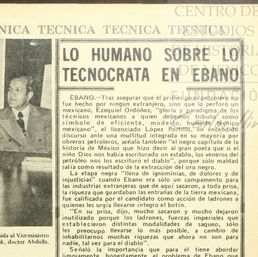 CENTRO DE
NICA TECNICA TECNICA TECNICA TECNICA
LO HUMANO SOBRE LO
TECNOCRATA EN EBANO
EBANO.—Tras asegurar que el primer pozo petrolero no
fue hecho por ningún extranjero, sino que lo perforó un
mexicano, Ezequiel Ordóñez, "gloria y paradigma de los
técnicos mexicanos a quien debemos tributo como
símbolo de eficiente, modesto, humano técnico
mexicano", el licenciado López Portillo, en encendido
discurso ante una multitud integrada en su mayoría por
obreros petroleros, señaló también "el negro capítulo de la
historia de México que hizo decir al gran poeta que si el
niño Dios nos había escriturado un establo, los veneros del
petróleo nos los escrituró el diablo", porque sólo maldad
salía como resultado de la extracción del oro negro.
La etapa negra "llena de ignominias, de dolores y de
injusticias" cuando Ebano era sólo un campamento para
las industrias extranjeras que de aquí sacaron, a toda prisa,
la riqueza que guardaban las entrañas de la tierra mexicana,
fue calificada por el candidato como acción de ladrones a
quienes les urgía llevarse íntegro el botín.
"En su prisa, dijo, mucho sacaron y mucho dejaron
inutilizado porque los ladrones, fuerzas imperiales que
establecieron distintas modalidades de saqueo, sólo
les preocupaba llevarse lo más posible, a cambio de
inhabilitarnos muchas riquezas que ahora no son para
nadie, tal vez para el diablo".
Señaló la importancia que para él tiene abordar
ida al Vierministro
ok, doctor Abdulla.